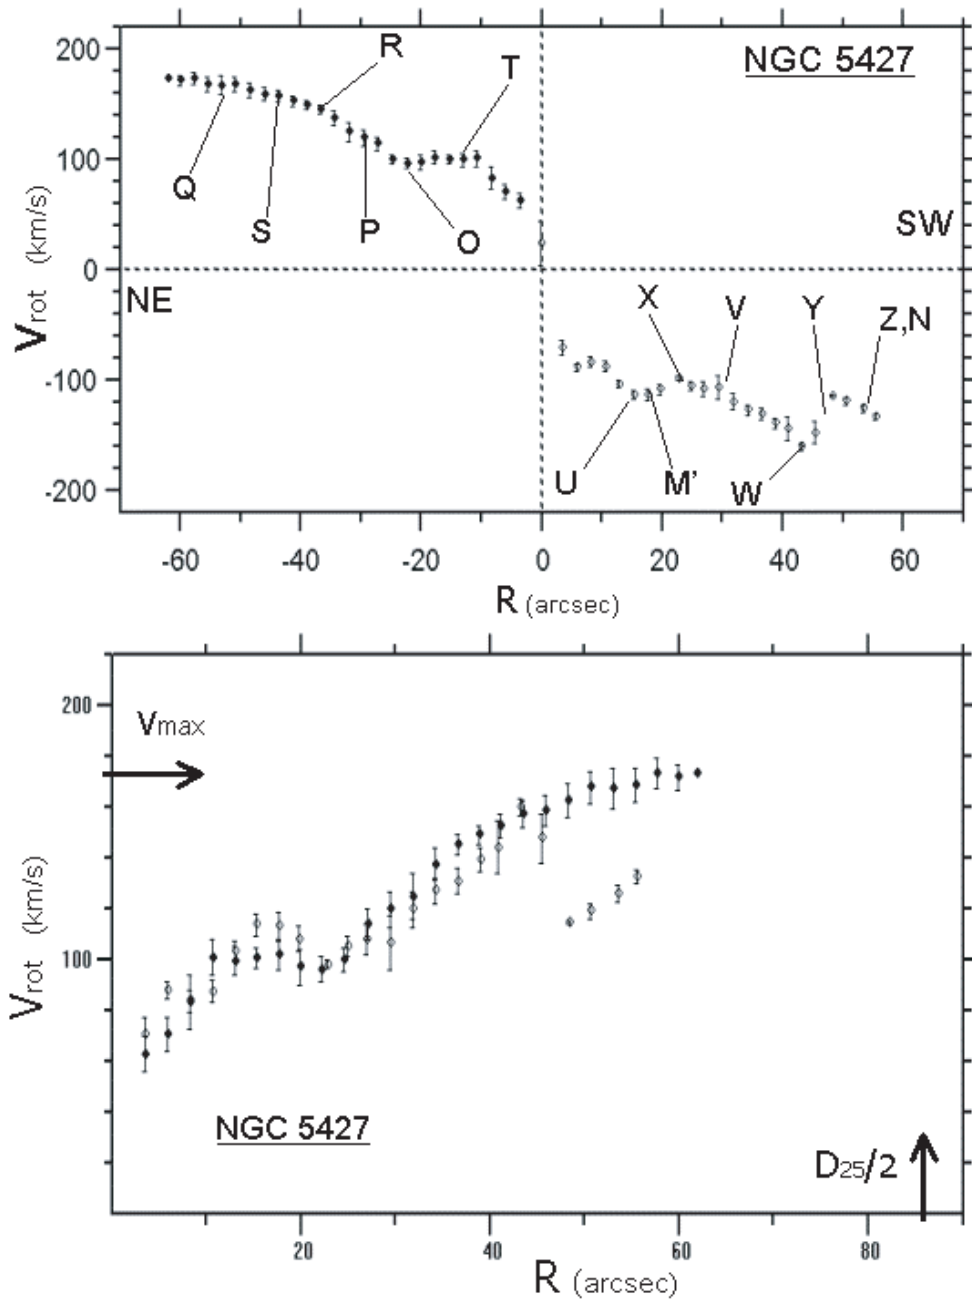 NGC 5427
200
100
0
-100
-200
Vrot (km/s)
R
T
Q
S
P
O
SW
NE
X
V
Y
Z,N
U
M'
W
-60 -40 -20 0 20 40 60
R (arcsec)
200
100
Vmax
Vrot (km/s)
NGC 5427
D25/2
20 40 60 80
R (arcsec)